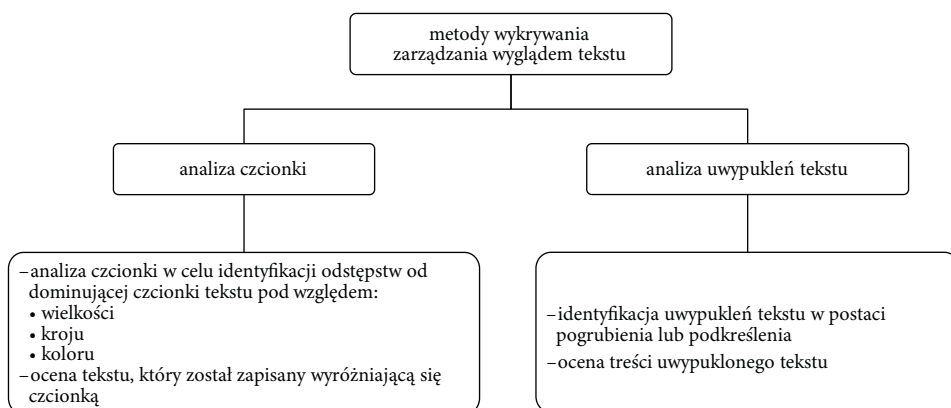 metody wykrywania
zarządzania wyglądem tekstu
analiza czcionki
analiza uwypukleń tekstu
–analiza czcionki w celu identyfikacji odstępstw od
dominującej czcionki tekstu pod względem:
• wielkości
• kroju
• koloru
–ocena tekstu, który został zapisany wyróżniającą się
czcionką
–identyfikacja uwypukleń tekstu w postaci
pogrubienia lub podkreślenia
–ocena treści uwypuklonego tekstu